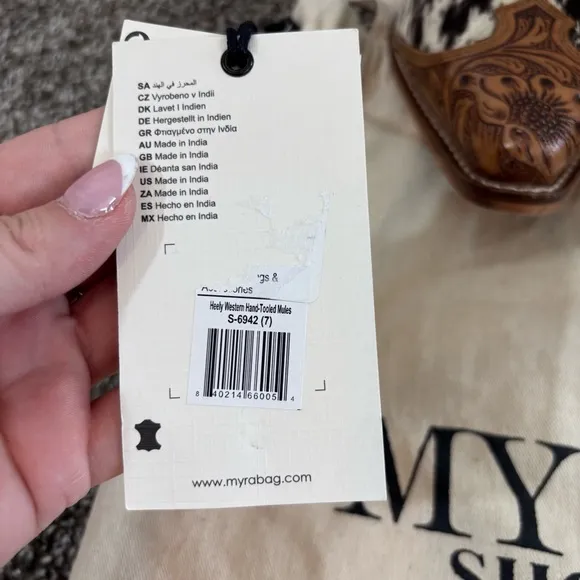 SA المحرز في الهند
CZ Vyrobeno v Indii
DK Lavet I Indien
DE Hergestellt in Indien
GR Φτιαγμένο στην Ινδία
AU Made in India
GB Made in India
IE Déanta san India
US Made in India
ZA Made in India
ES Hecho en India
MX Hecho en India
gs &
Heely Western Hand-Tooled Mules
S-6942 (7)
8 40214 66005 4
www.myrabag.com
MY